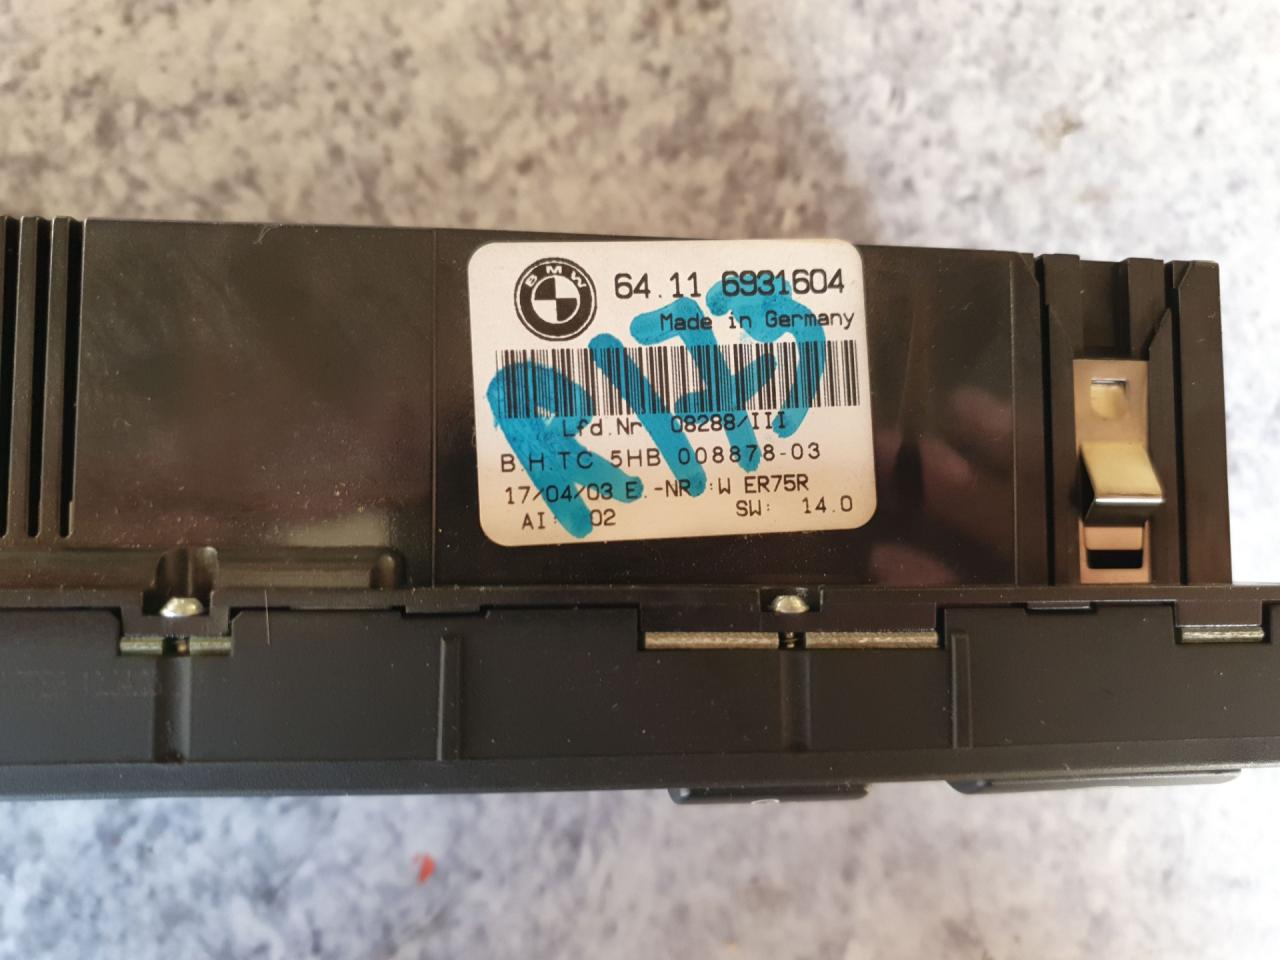 BMW
64.11 6931604
Made in Germany
Lfd.Nr 08288/III
B.H.TC 5HB 008878-03
17/04/03 E.-NR :W ER75R
AI: 02 SW: 14.0